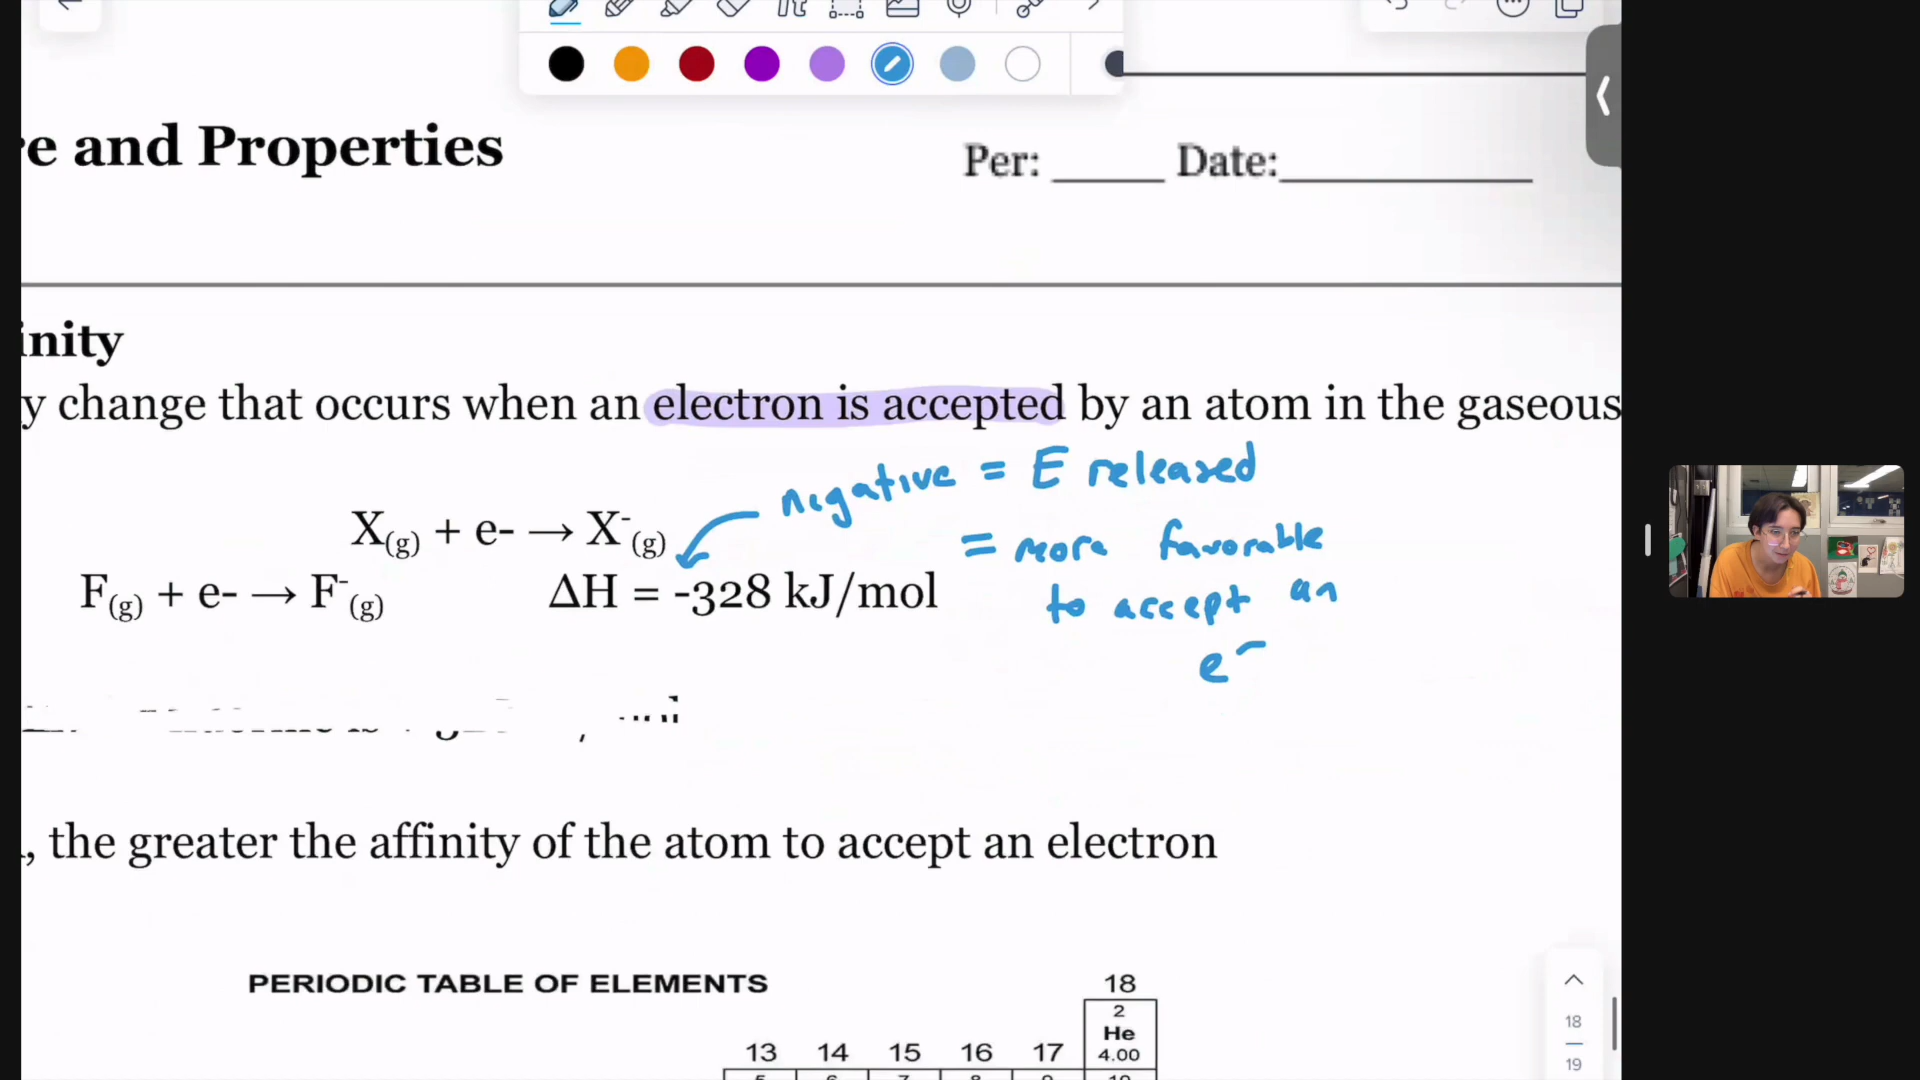 re and Properties
Per: _____ Date:___________
inity
y change that occurs when an electron is accepted by an atom in the gaseous
negative = E released
X(g) + e- → X-(g)
= more favorable
F(g) + e- → F-(g) ΔH = -328 kJ/mol
to accept an
e-
, the greater the affinity of the atom to accept an electron
PERIODIC TABLE OF ELEMENTS
18
2
He
4.00
13 14 15 16 17
18
19